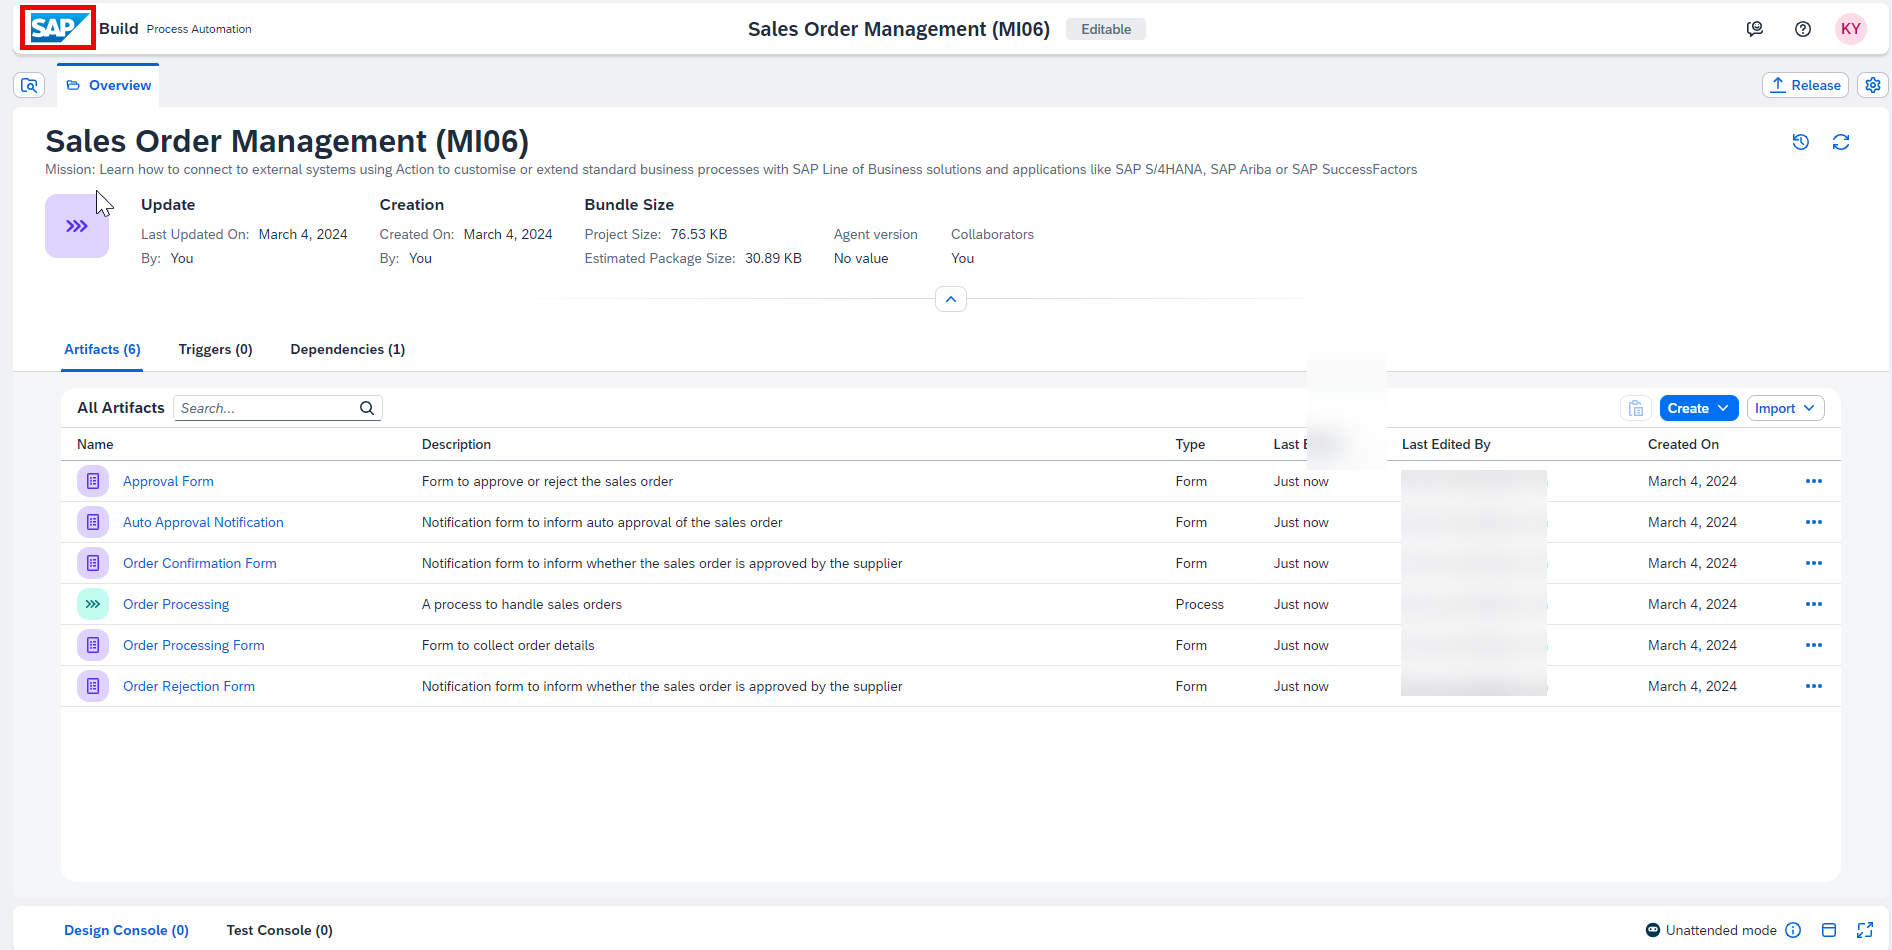 SAP Build Process Automation
Sales Order Management (MI06) Editable
KY
Overview
Release
Sales Order Management (MI06)
Mission: Learn how to connect to external systems using Action to customise or extend standard business processes with SAP Line of Business solutions and applications like SAP S/4HANA, SAP Ariba or SAP SuccessFactors
Update Creation Bundle Size
Last Updated On: March 4, 2024 Created On: March 4, 2024 Project Size: 76.53 KB Agent version Collaborators
By: You By: You Estimated Package Size: 30.89 KB No value You
Artifacts (6) Triggers (0) Dependencies (1)
All Artifacts Search... Create Import
Name Description Type Last Last Edited By Created On
Approval Form Form to approve or reject the sales order Form Just now March 4, 2024
Auto Approval Notification Notification form to inform auto approval of the sales order Form Just now March 4, 2024
Order Confirmation Form Notification form to inform whether the sales order is approved by the supplier Form Just now March 4, 2024
Order Processing A process to handle sales orders Process Just now March 4, 2024
Order Processing Form Form to collect order details Form Just now March 4, 2024
Order Rejection Form Notification form to inform whether the sales order is approved by the supplier Form Just now March 4, 2024
Design Console (0) Test Console (0) Unattended mode